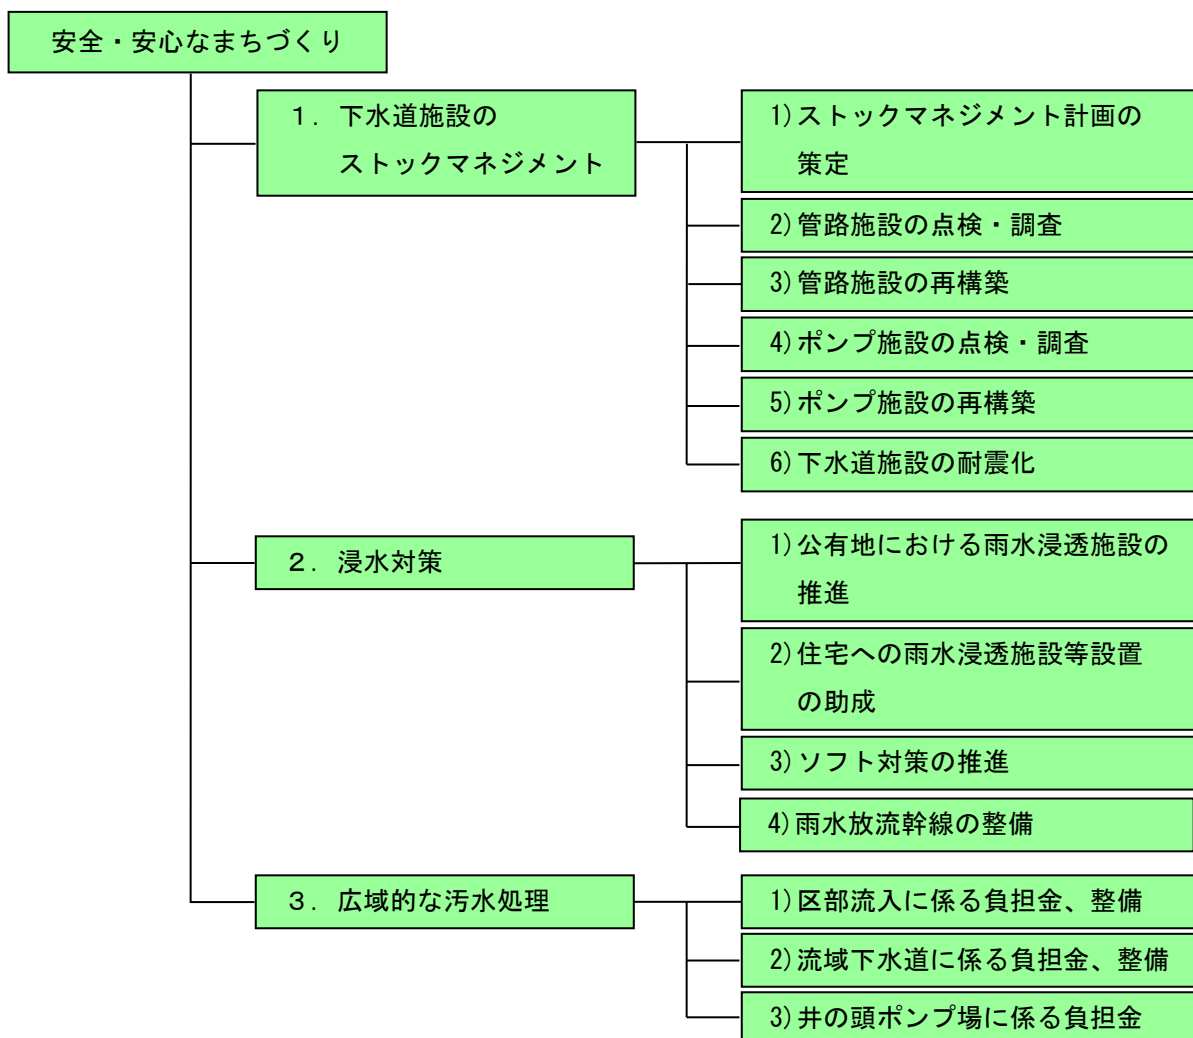 安全・安心なまちづくり
１．下水道施設の
ストックマネジメント
1)ストックマネジメント計画の
策定
2)管路施設の点検・調査
3)管路施設の再構築
4)ポンプ施設の点検・調査
5)ポンプ施設の再構築
6)下水道施設の耐震化
２．浸水対策
1)公有地における雨水浸透施設の
推進
2)住宅への雨水浸透施設等設置
の助成
3)ソフト対策の推進
4)雨水放流幹線の整備
３．広域的な汚水処理
1)区部流入に係る負担金、整備
2)流域下水道に係る負担金、整備
3)井の頭ポンプ場に係る負担金